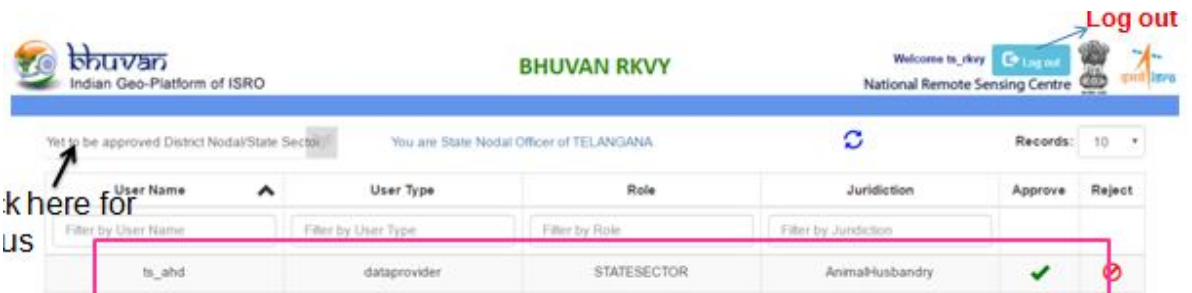 Log out
bhuvan
Indian Geo-Platform of ISRO
BHUVAN RKVY
Welcome ts_rkvy Log out
National Remote Sensing Centre
इसरो isro
Yet to be approved District Nodal/State Sector You are State Nodal Officer of TELANGANA Records: 10
User Name User Type Role Juridiction Approve Reject
ck here for
us
Filter by User Name Filter by User Type Filter by Role Filter by Juridiction
ts_ahd dataprovider STATESECTOR AnimalHusbandry